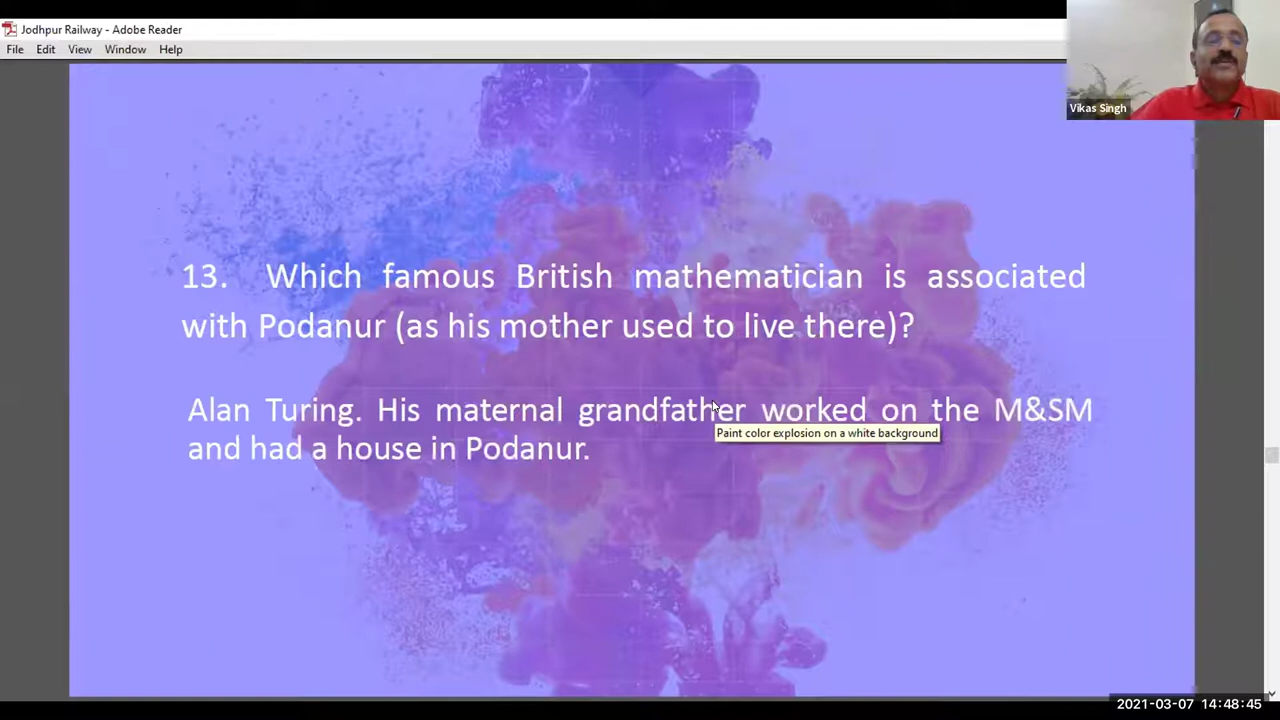 Jodhpur Railway - Adobe Reader
File Edit View Window Help
Vikas Singh
13. Which famous British mathematician is associated
with Podanur (as his mother used to live there)?
Alan Turing. His maternal grandfather worked on the M&SM
Paint color explosion on a white background
and had a house in Podanur.
2021-03-07 14:48:45